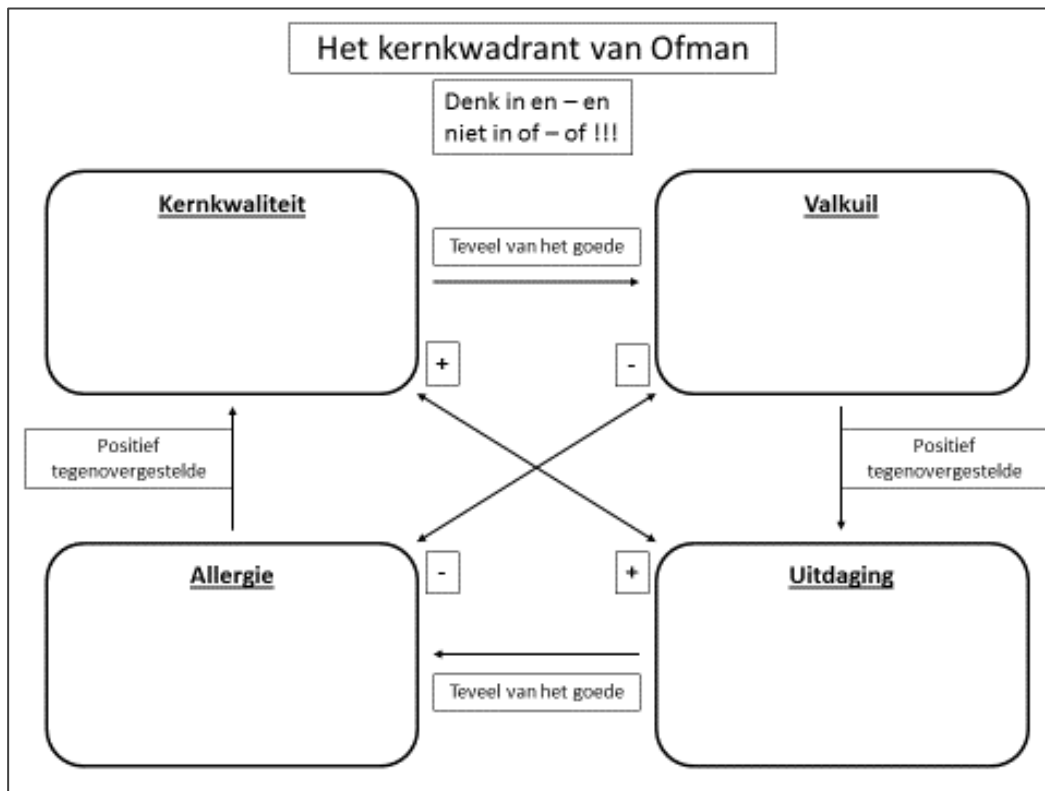 Het kernkwadrant van Ofman
Denk in en – en
niet in of – of !!!
Kernkwaliteit
Teveel van het goede
Valkuil
+
-
Positief
tegenovergestelde
Positief
tegenovergestelde
Allergie
-
+
Uitdaging
Teveel van het goede